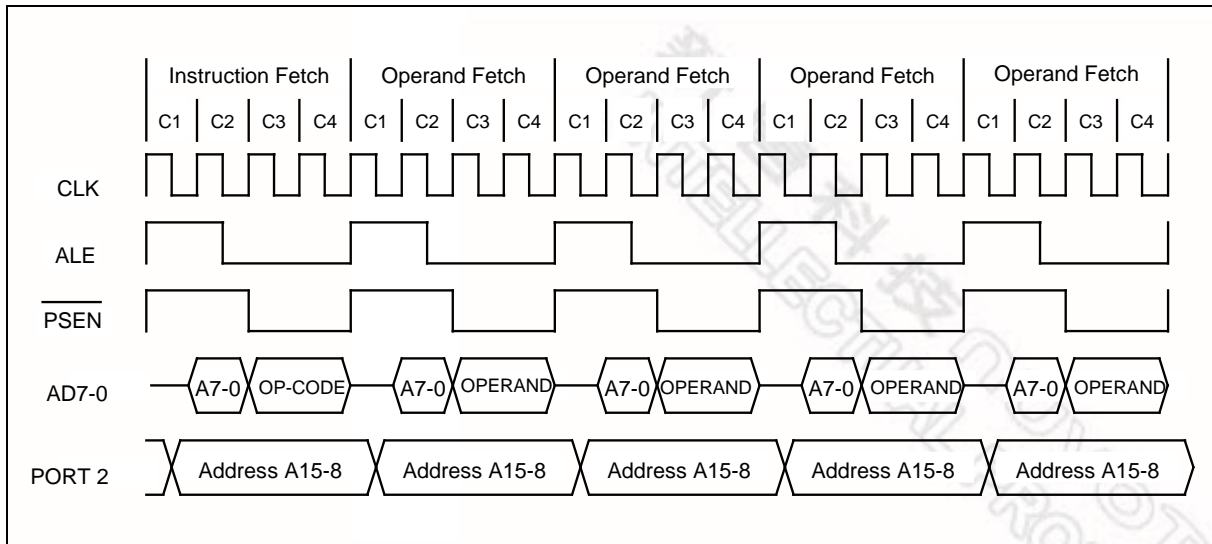 Instruction Fetch Operand Fetch Operand Fetch Operand Fetch Operand Fetch
C1 C2 C3 C4 C1 C2 C3 C4 C1 C2 C3 C4 C1 C2 C3 C4 C1 C2 C3 C4
CLK
ALE
PSEN
AD7-0 A7-0 OP-CODE A7-0 OPERAND A7-0 OPERAND A7-0 OPERAND A7-0 OPERAND
PORT 2 Address A15-8 Address A15-8 Address A15-8 Address A15-8 Address A15-8